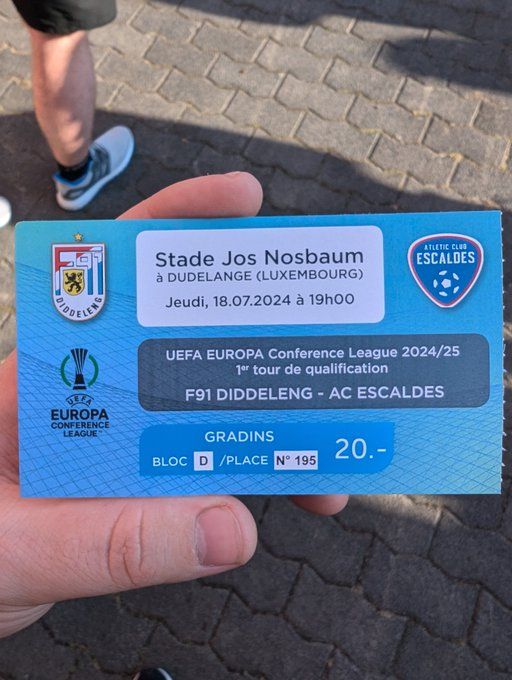 F91
DIDDELENG
Stade Jos Nosbaum
à DUDELANGE (LUXEMBOURG)
Jeudi, 18.07.2024 à 19h00
ATLETIC CLUB
ESCALDES
UEFA
EUROPA
CONFERENCE
LEAGUE™
UEFA EUROPA Conference League 2024/25
1er tour de qualification
F91 DIDDELENG - AC ESCALDES
GRADINS
BLOC D /PLACE N° 195
20.-